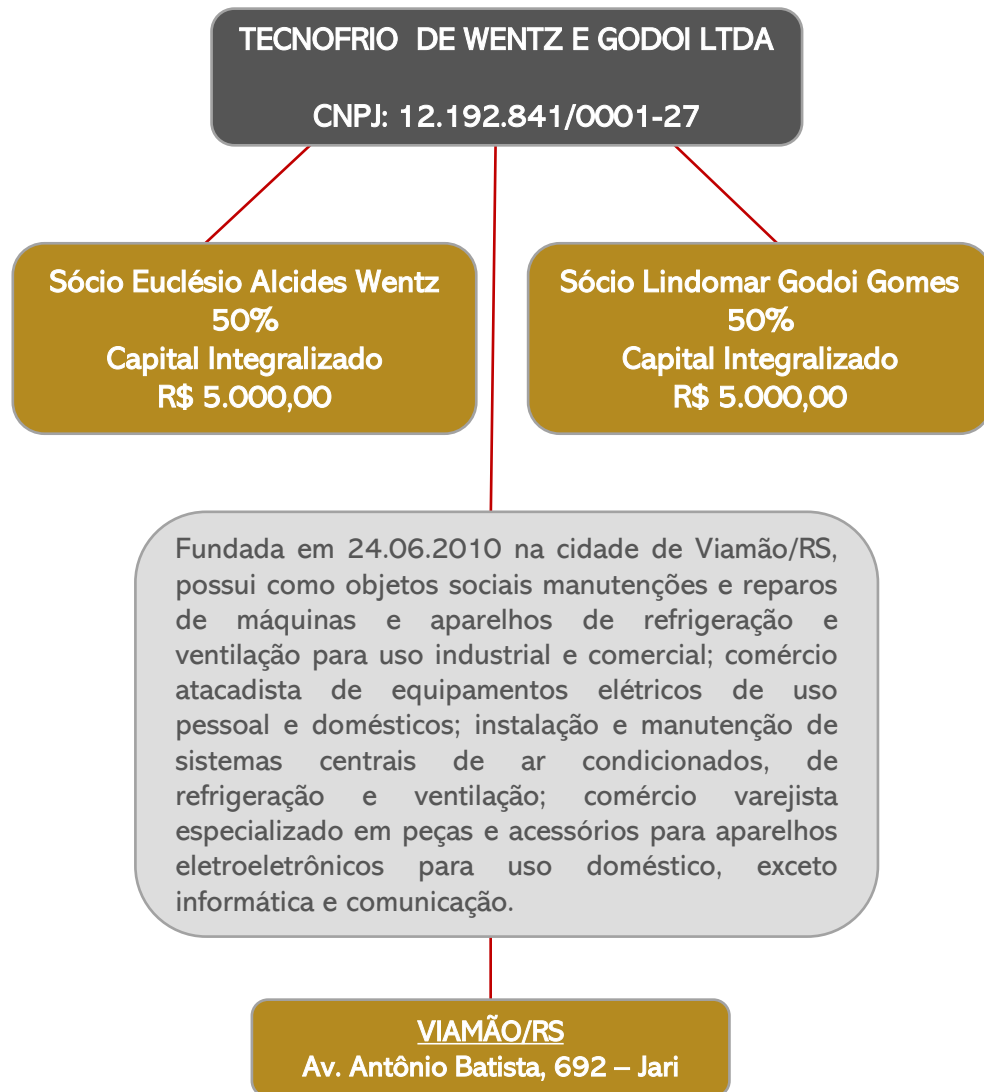 TECNOFRIO DE WENTZ E GODOI LTDA
CNPJ: 12.192.841/0001-27
Sócio Euclésio Alcides Wentz
50%
Capital Integralizado
R$ 5.000,00
Sócio Lindomar Godoi Gomes
50%
Capital Integralizado
R$ 5.000,00
Fundada em 24.06.2010 na cidade de Viamão/RS,
possui como objetos sociais manutenções e reparos
de máquinas e aparelhos de refrigeração e
ventilação para uso industrial e comercial; comércio
atacadista de equipamentos elétricos de uso
pessoal e domésticos; instalação e manutenção de
sistemas centrais de ar condicionados, de
refrigeração e ventilação; comércio varejista
especializado em peças e acessórios para aparelhos
eletroeletrônicos para uso doméstico, exceto
informática e comunicação.
VIAMÃO/RS
Av. Antônio Batista, 692 – Jari